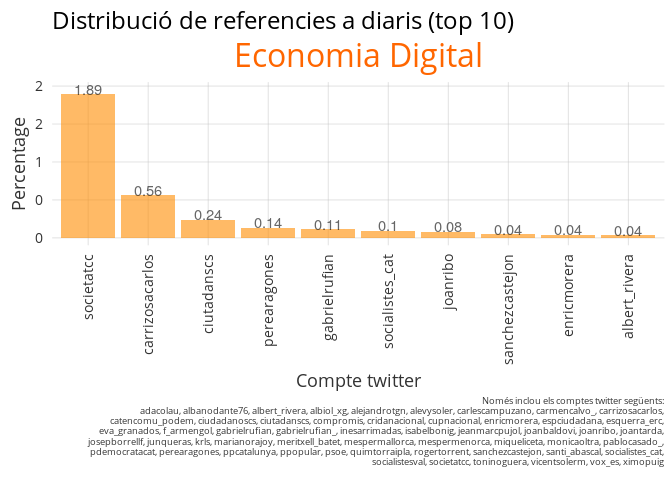 Distribució de referencies a diaris (top 10)
Economia Digital
Percentage
2
2
1
0
0
1.89
0.56
0.24
0.14
0.11
0.1
0.08
0.04
0.04
0.04
societatcc
carrizosacarlos
ciutadanscs
perearagones
gabrielrufian
socialistes_cat
joanribo
sanchezcastejon
enricmorera
albert_rivera
Compte twitter
Només inclou els comptes twitter següents:
adacolau, albanodante76, albert_rivera, albiol_xg, alejandrotgn, alevysoler, carlescampuzano, carmencalvo_, carrizosacarlos,
catencomu_podem, ciudadanoscs, ciutadanscs, compromis, cridanacional, cupnacional, enricmorera, espciudadana, esquerra_erc,
eva_granados, f_armengol, gabrielrufian, gabrielrufian_, inesarrimadas, isabelbonig, jeanmarcpujol, joanbaldovi, joanribo, joantarda,
josepborrellf, junqueras, krls, marianorajoy, meritxell_batet, mespermallorca, mespermenorca, miqueliceta, monicaoltra, pablocasado_,
pdemocratacat, perearagones, ppcatalunya, ppopular, psoe, quimtorraipla, rogertorrent, sanchezcastejon, santi_abascal, socialistes_cat,
socialistesval, societatcc, toninoguera, vicentsolerm, vox_es, ximopuig